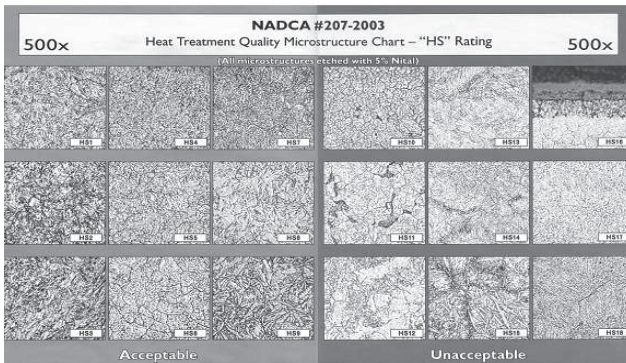 NADCA #207-2003
500x Heat Treatment Quality Microstructure Chart – “HS” Rating 500x
(All microstructures etched with 5% Nital)
HS1 HS4 HS7 HS10 HS13 HS16
HS2 HS5 HS8 HS11 HS14 HS17
HS3 HS6 HS9 HS12 HS15 HS18
Acceptable Unacceptable